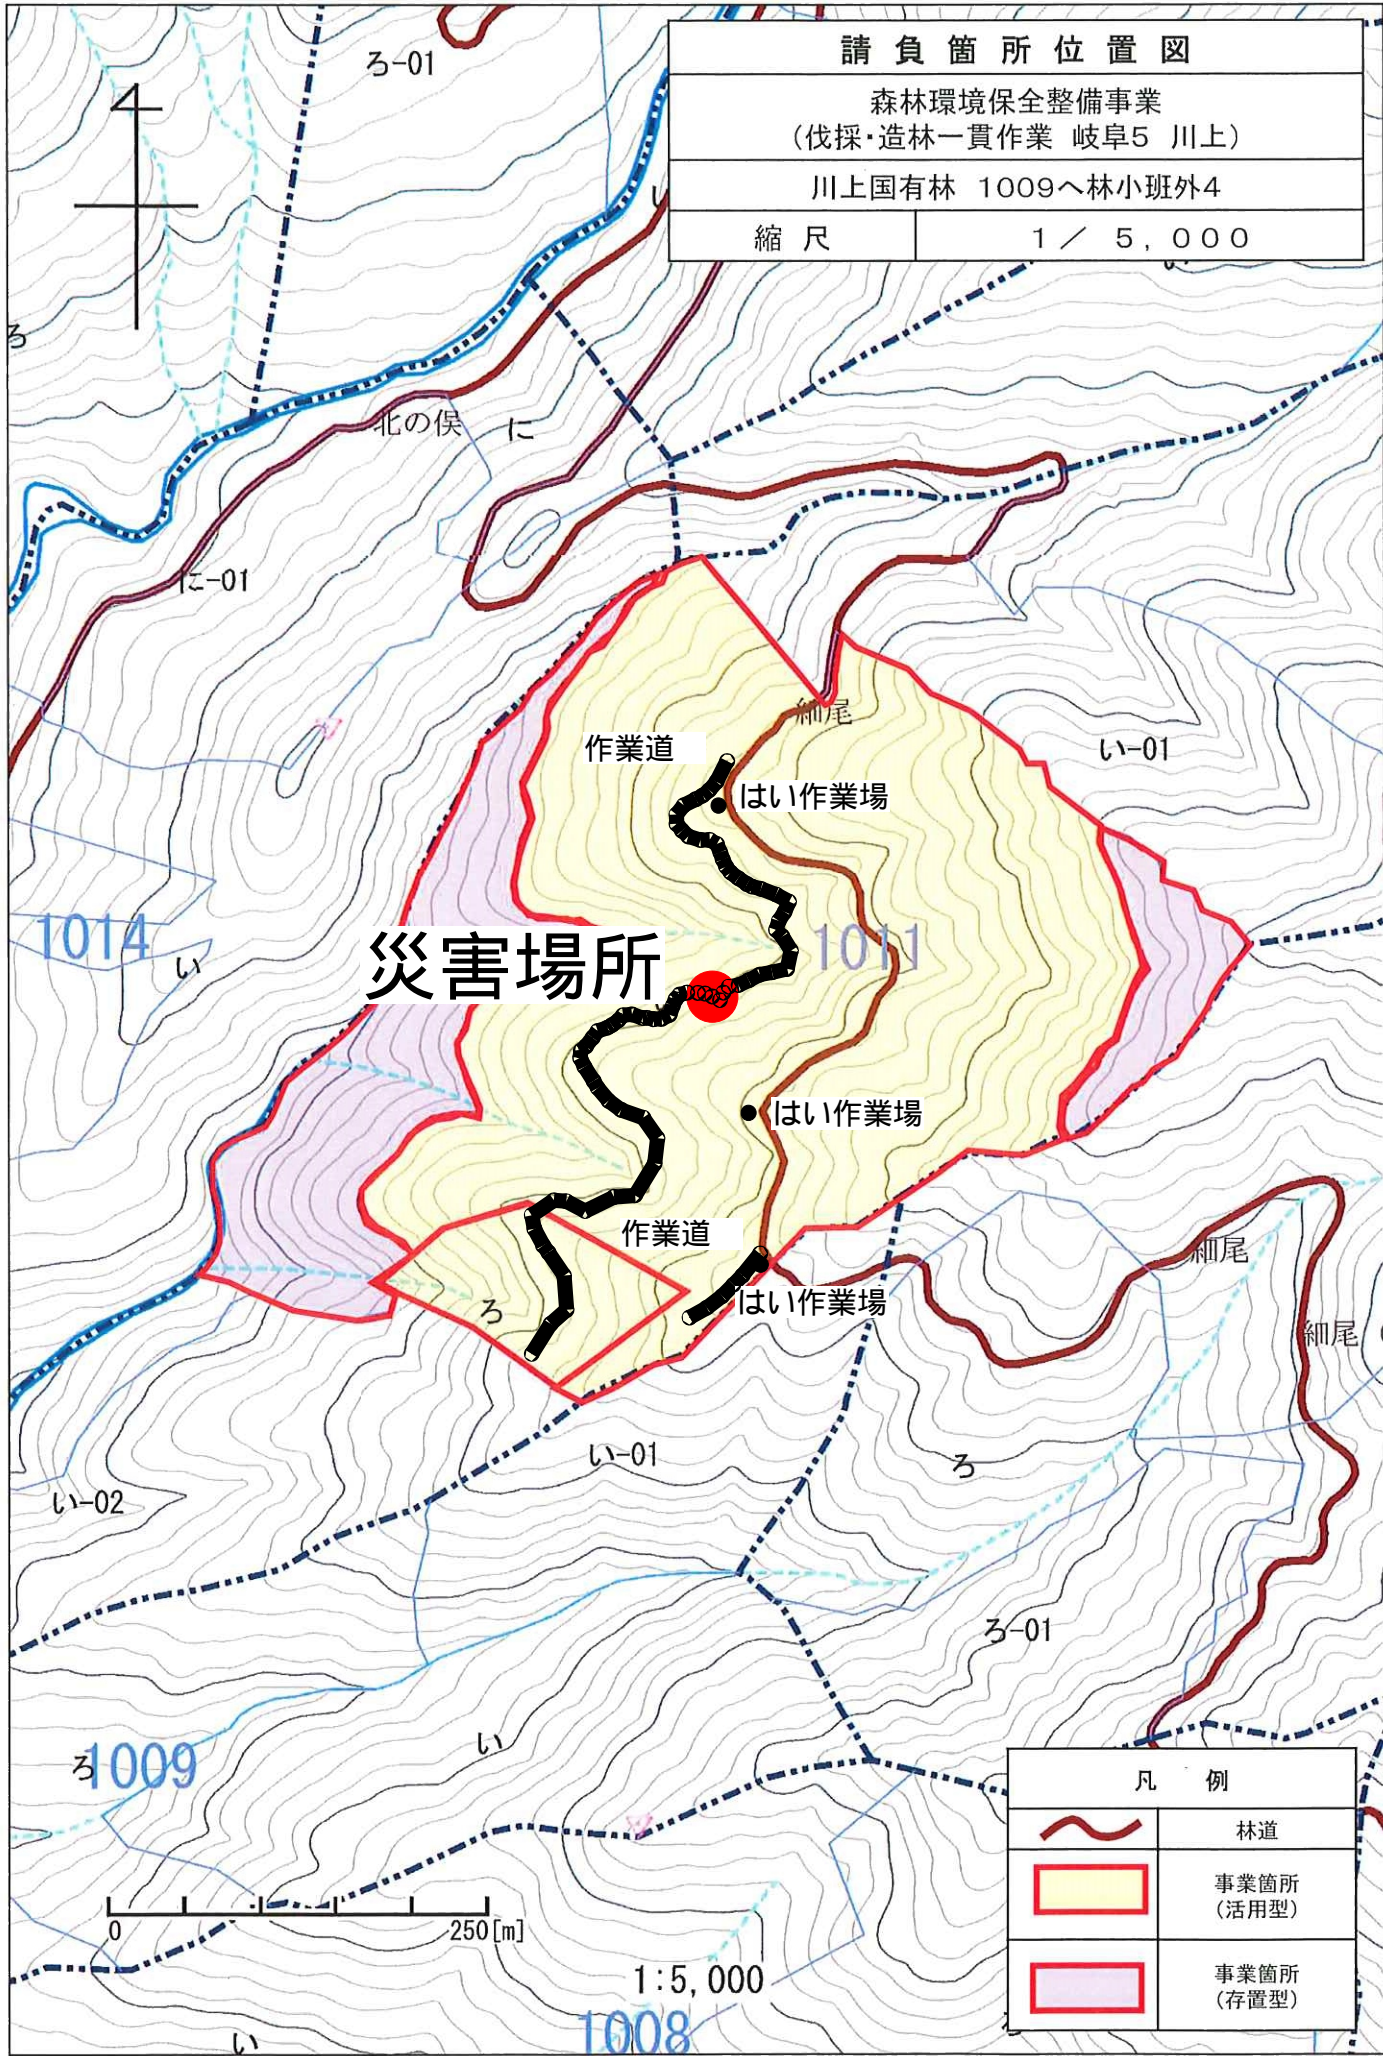 請負箇所位置図
森林環境保全整備事業
(伐採・造林一貫作業 岐阜5 川上)
川上国有林 1009へ林小班外4
縮尺 1／5,000
ろ-01
ろ
北の俣 に
に-01
細尾
作業道
い-01
はい作業場
1014
い
災害場所
1011
はい作業場
作業道
細尾
はい作業場
ろ
細尾
い-01
ろ
い-02
ろ-01
い
ろ
1009
凡例
林道
事業箇所
(活用型)
事業箇所
(存置型)
0 250[m]
1:5,000
1008
い